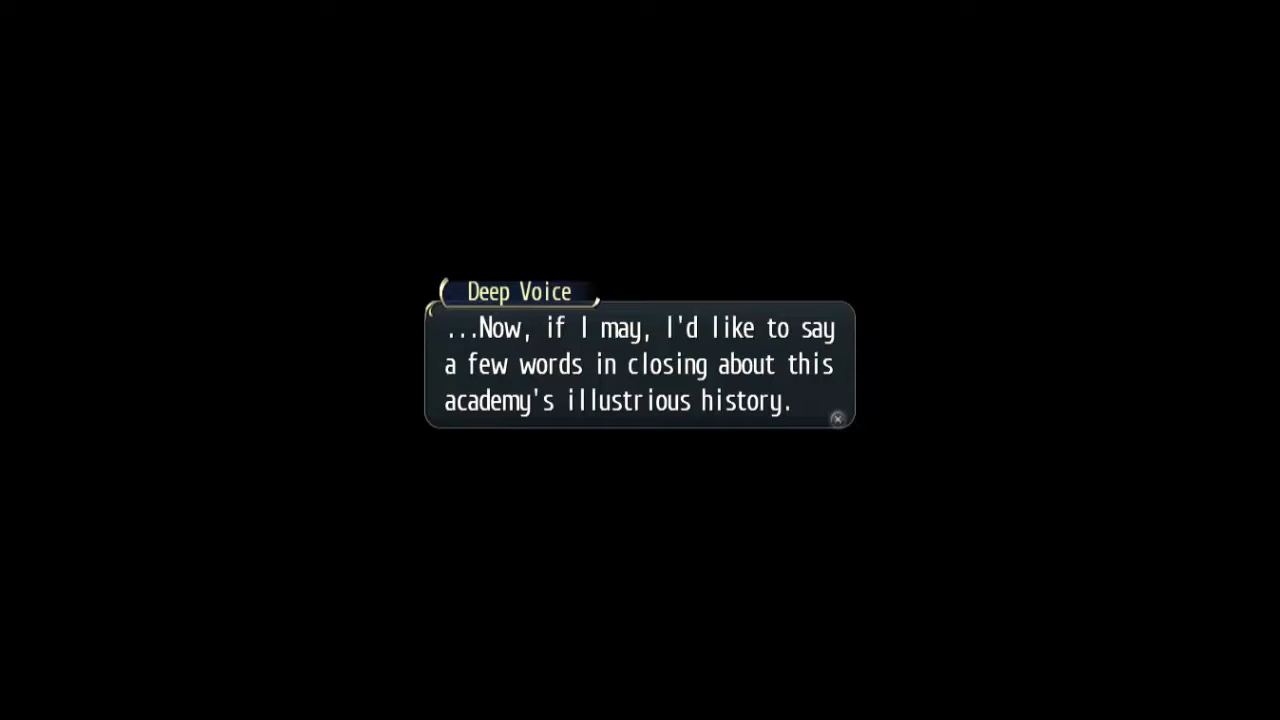 Deep Voice
...Now, if I may, I'd like to say
a few words in closing about this
academy's illustrious history.